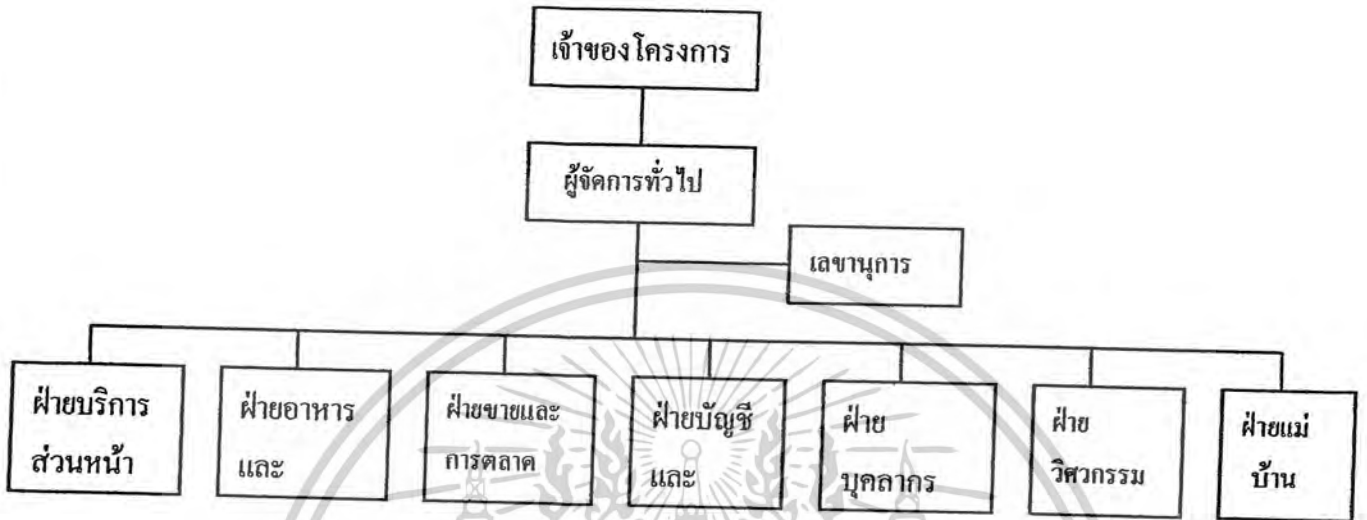 เจ้าของโครงการ
ผู้จัดการทั่วไป
เลขานุการ
ฝ่ายบริการ
ส่วนหน้า
ฝ่ายอาหาร
และ
ฝ่ายขายและ
การตลาด
ฝ่ายบัญชี
และ
ฝ่าย
บุคลากร
ฝ่าย
วิศวกรรม
ฝ่ายแม่
บ้าน